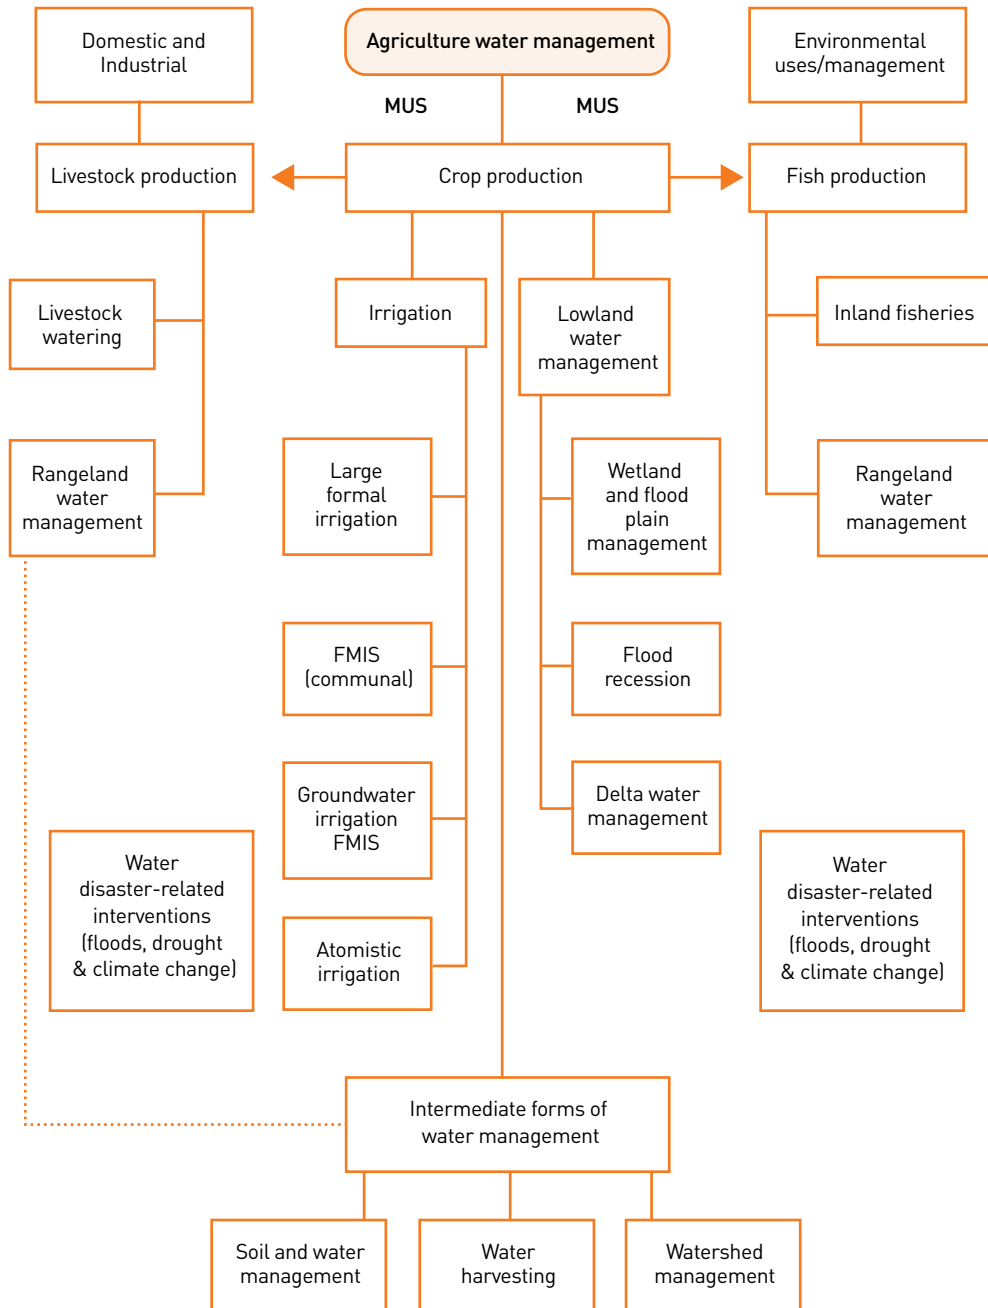 Domestic and
Industrial
Agriculture water management
Environmental
uses/management
MUS
MUS
Livestock production
Crop production
Fish production
Livestock
watering
Irrigation
Lowland
water
management
Inland fisheries
Rangeland
water
management
Large
formal
irrigation
Wetland
and flood
plain
management
Rangeland
water
management
FMIS
(communal)
Flood
recession
Groundwater
irrigation
FMIS
Delta water
management
Water
disaster-related
interventions
(floods, drought
& climate change)
Atomistic
irrigation
Water
disaster-related
interventions
(floods, drought
& climate change)
Intermediate forms of
water management
Soil and water
management
Water
harvesting
Watershed
management